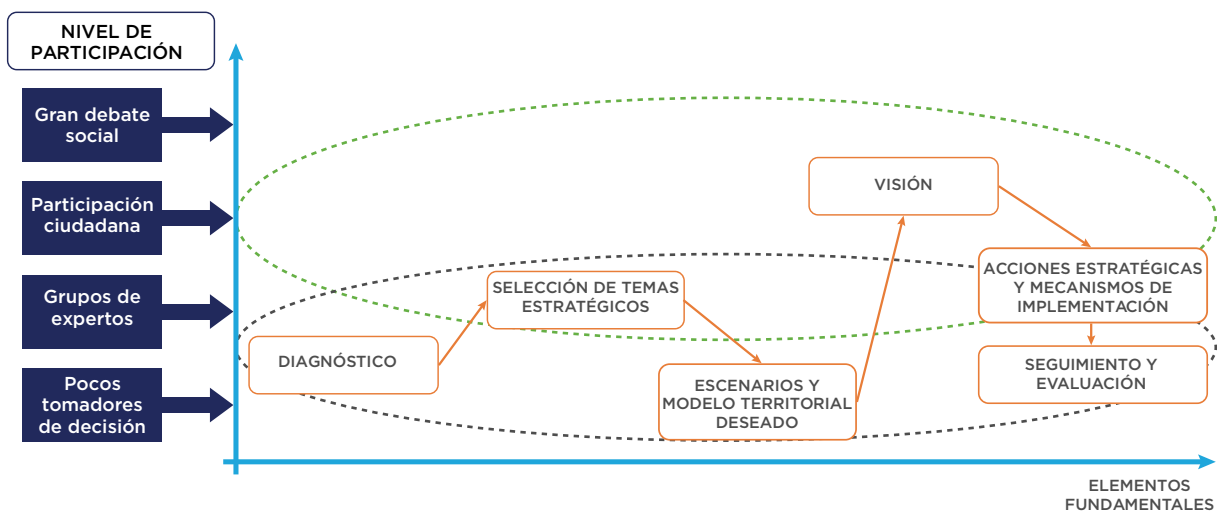 NIVEL DE
PARTICIPACIÓN
Gran debate
social
Participación
ciudadana
Grupos de
expertos
Pocos
tomadores
de decisión
DIAGNÓSTICO
SELECCIÓN DE TEMAS
ESTRATÉGICOS
ESCENARIOS Y
MODELO TERRITORIAL
DESEADO
VISIÓN
ACCIONES ESTRATÉGICAS
Y MECANISMOS DE
IMPLEMENTACIÓN
SEGUIMIENTO Y
EVALUACIÓN
ELEMENTOS
FUNDAMENTALES